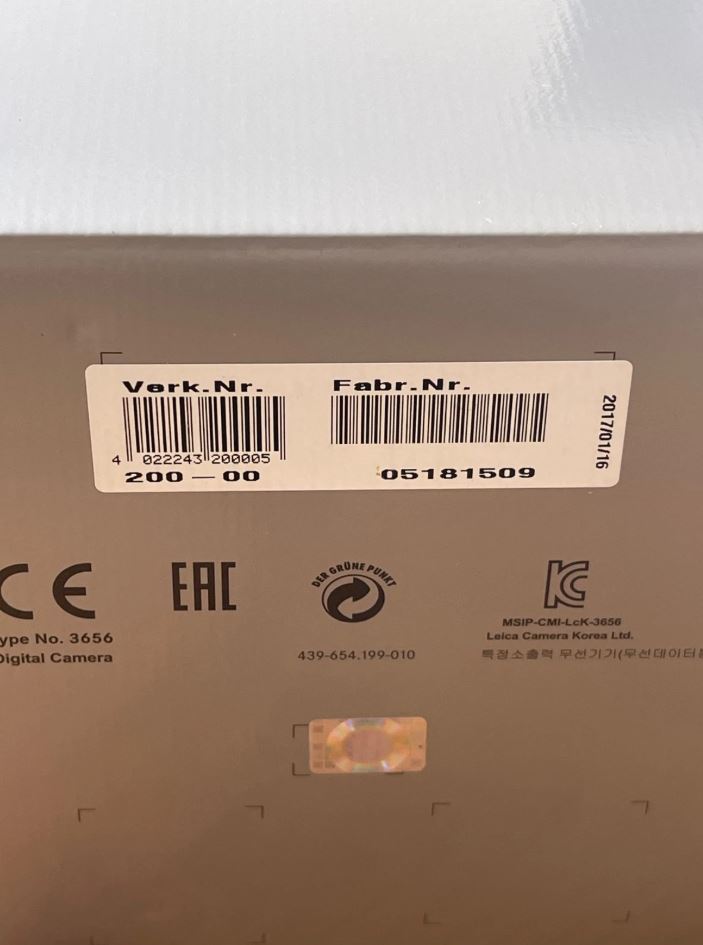 Verk.Nr.
Fabr.Nr.
4 022243 200005
200 — 00
05181509
2017/01/16
CE
EAC
DER GRÜNE PUNKT
KC
ype No. 3656
Digital Camera
439-654.199-010
MSIP-CMI-LcK-3656
Leica Camera Korea Ltd.
특정소출력 무선기기(무선데이터